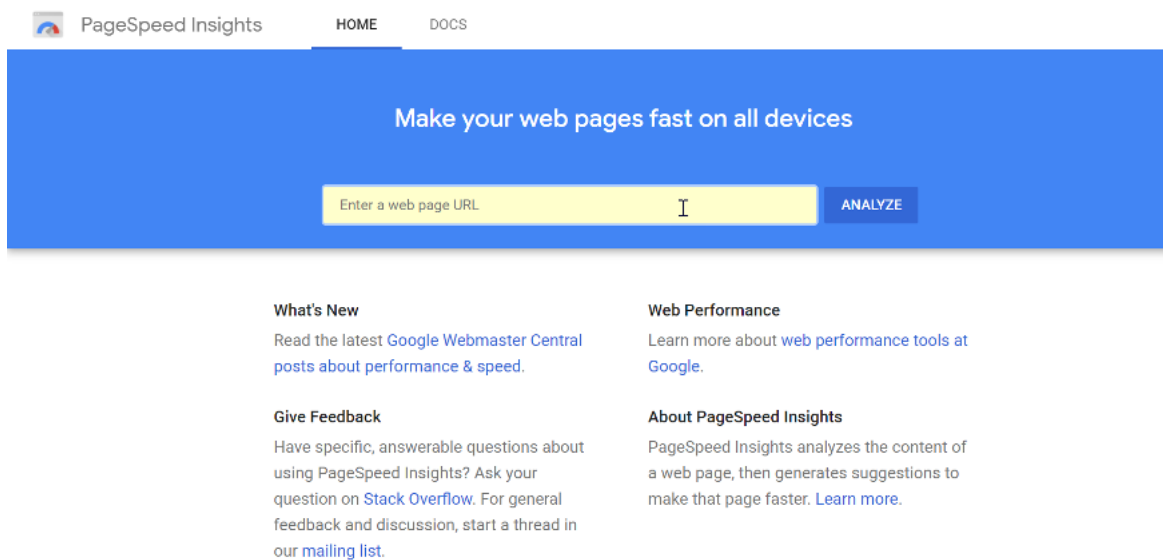 PageSpeed Insights HOME DOCS
Make your web pages fast on all devices
Enter a web page URL ANALYZE
What's New
Read the latest Google Webmaster Central
posts about performance & speed.
Web Performance
Learn more about web performance tools at
Google.
Give Feedback
Have specific, answerable questions about
using PageSpeed Insights? Ask your
question on Stack Overflow. For general
feedback and discussion, start a thread in
our mailing list.
About PageSpeed Insights
PageSpeed Insights analyzes the content of
a web page, then generates suggestions to
make that page faster. Learn more.